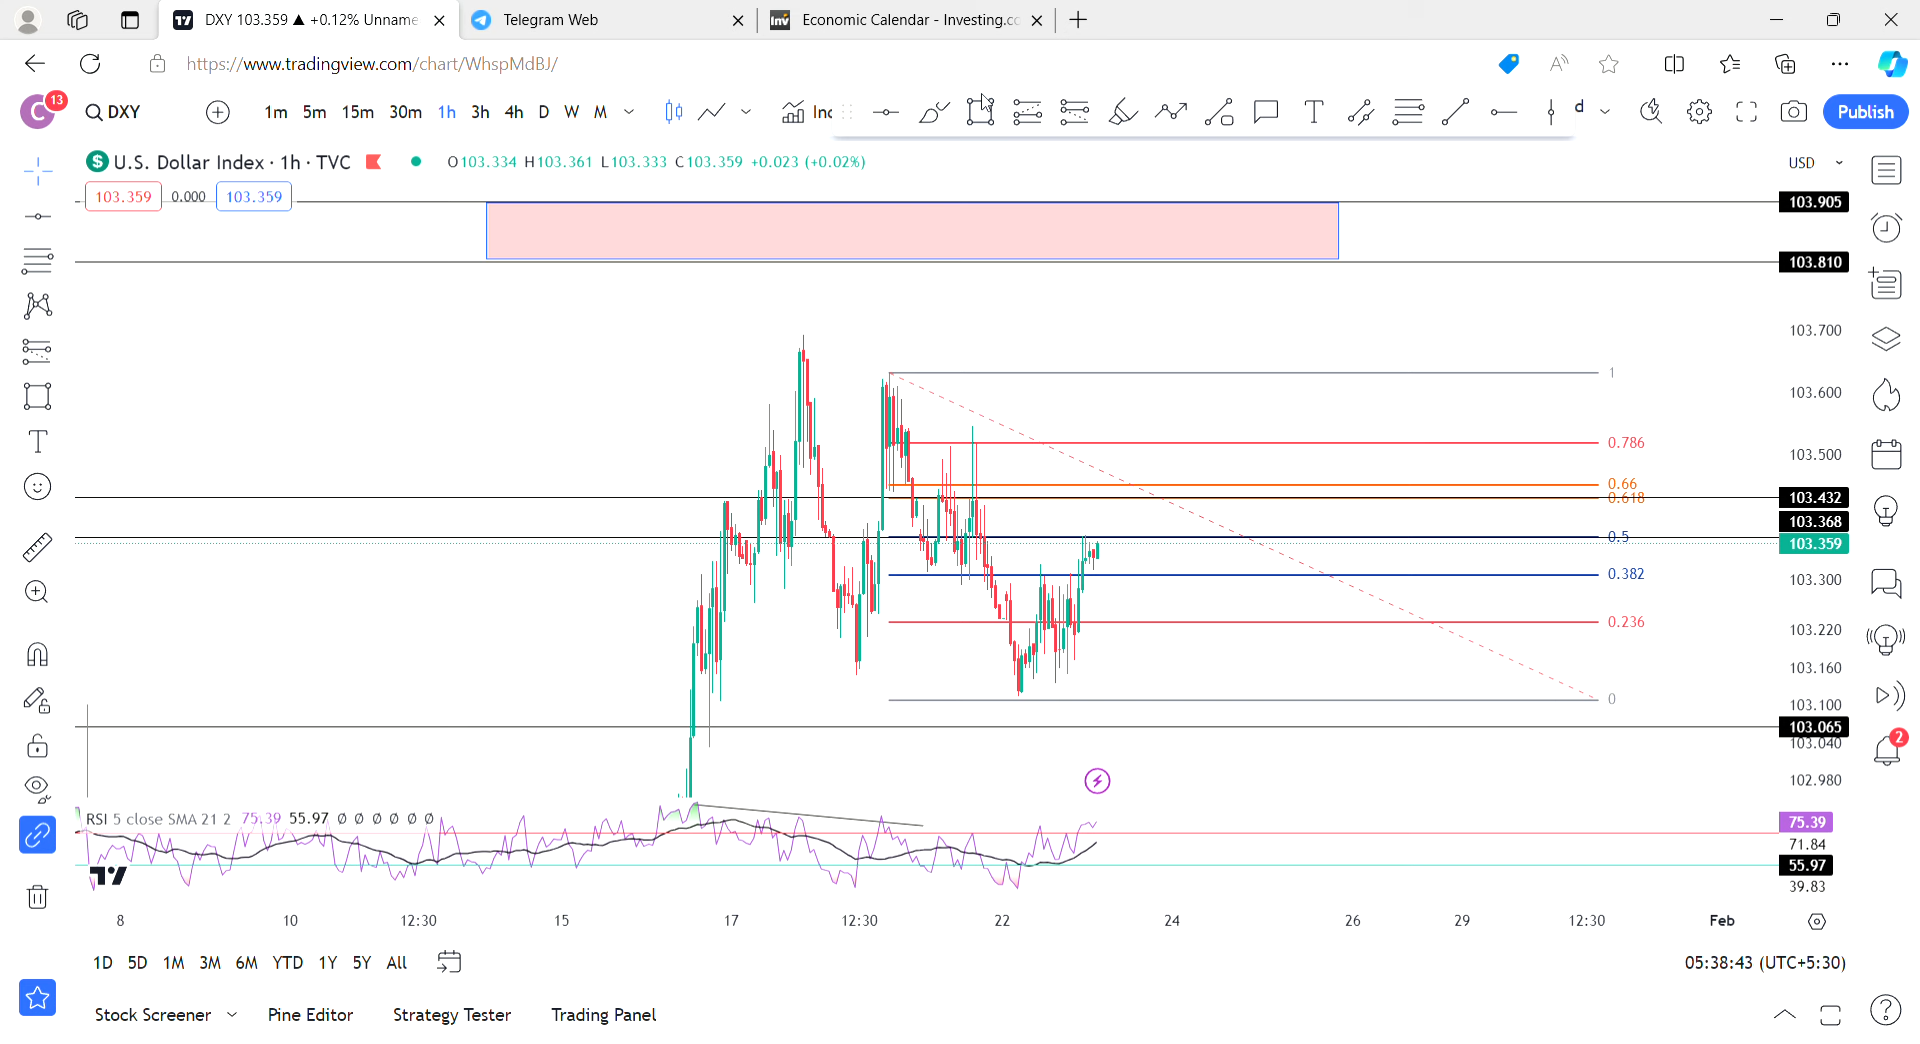 DXY 103.359 ▲ +0.12% Unname
Telegram Web
Economic Calendar - Investing.co
https://www.tradingview.com/chart/WhspMdBJ/
C 13 DXY 1m 5m 15m 30m 1h 3h 4h D W M Inc T d Publish
U.S. Dollar Index · 1h · TVC O103.334 H103.361 L103.333 C103.359 +0.023 (+0.02%) USD
103.359 0.000 103.359
103.905
103.810
103.700
1
103.600
0.786
103.500
0.66
0.618
103.432
103.368
0.5
103.359
0.382
103.300
0.236
103.220
103.160
0
103.100
103.065
2
103.040
102.980
RSI 5 close SMA 21 2 75.39 55.97 Ø Ø Ø Ø Ø Ø
75.39
71.84
55.97
39.83
8 10 12:30 15 17 12:30 22 24 26 29 12:30 Feb
1D 5D 1M 3M 6M YTD 1Y 5Y All 05:38:43 (UTC+5:30)
Stock Screener Pine Editor Strategy Tester Trading Panel